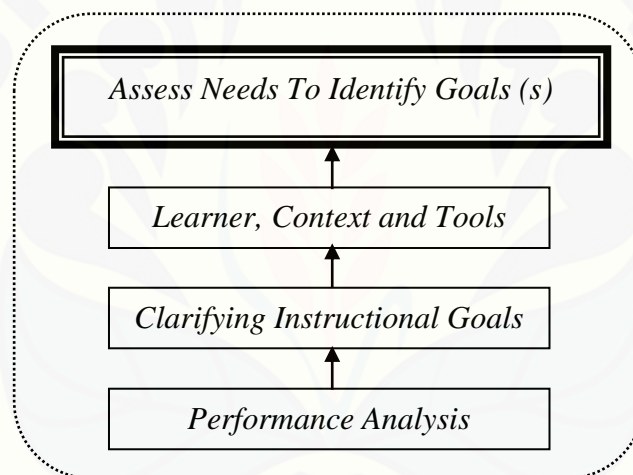 Assess Needs To Identify Goals (s)
Learner, Context and Tools
Clarifying Instructional Goals
Performance Analysis